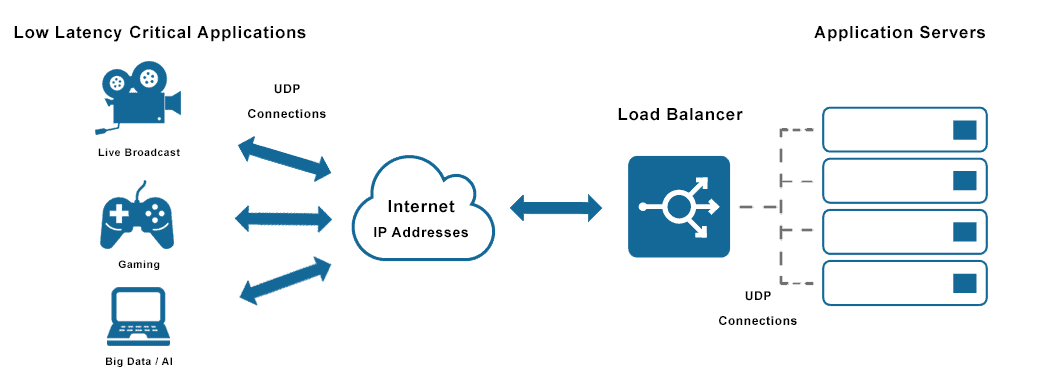 Low Latency Critical Applications
Application Servers
UDP
Connections
Load Balancer
Live Broadcast
Internet
IP Addresses
Gaming
UDP
Connections
Big Data / AI